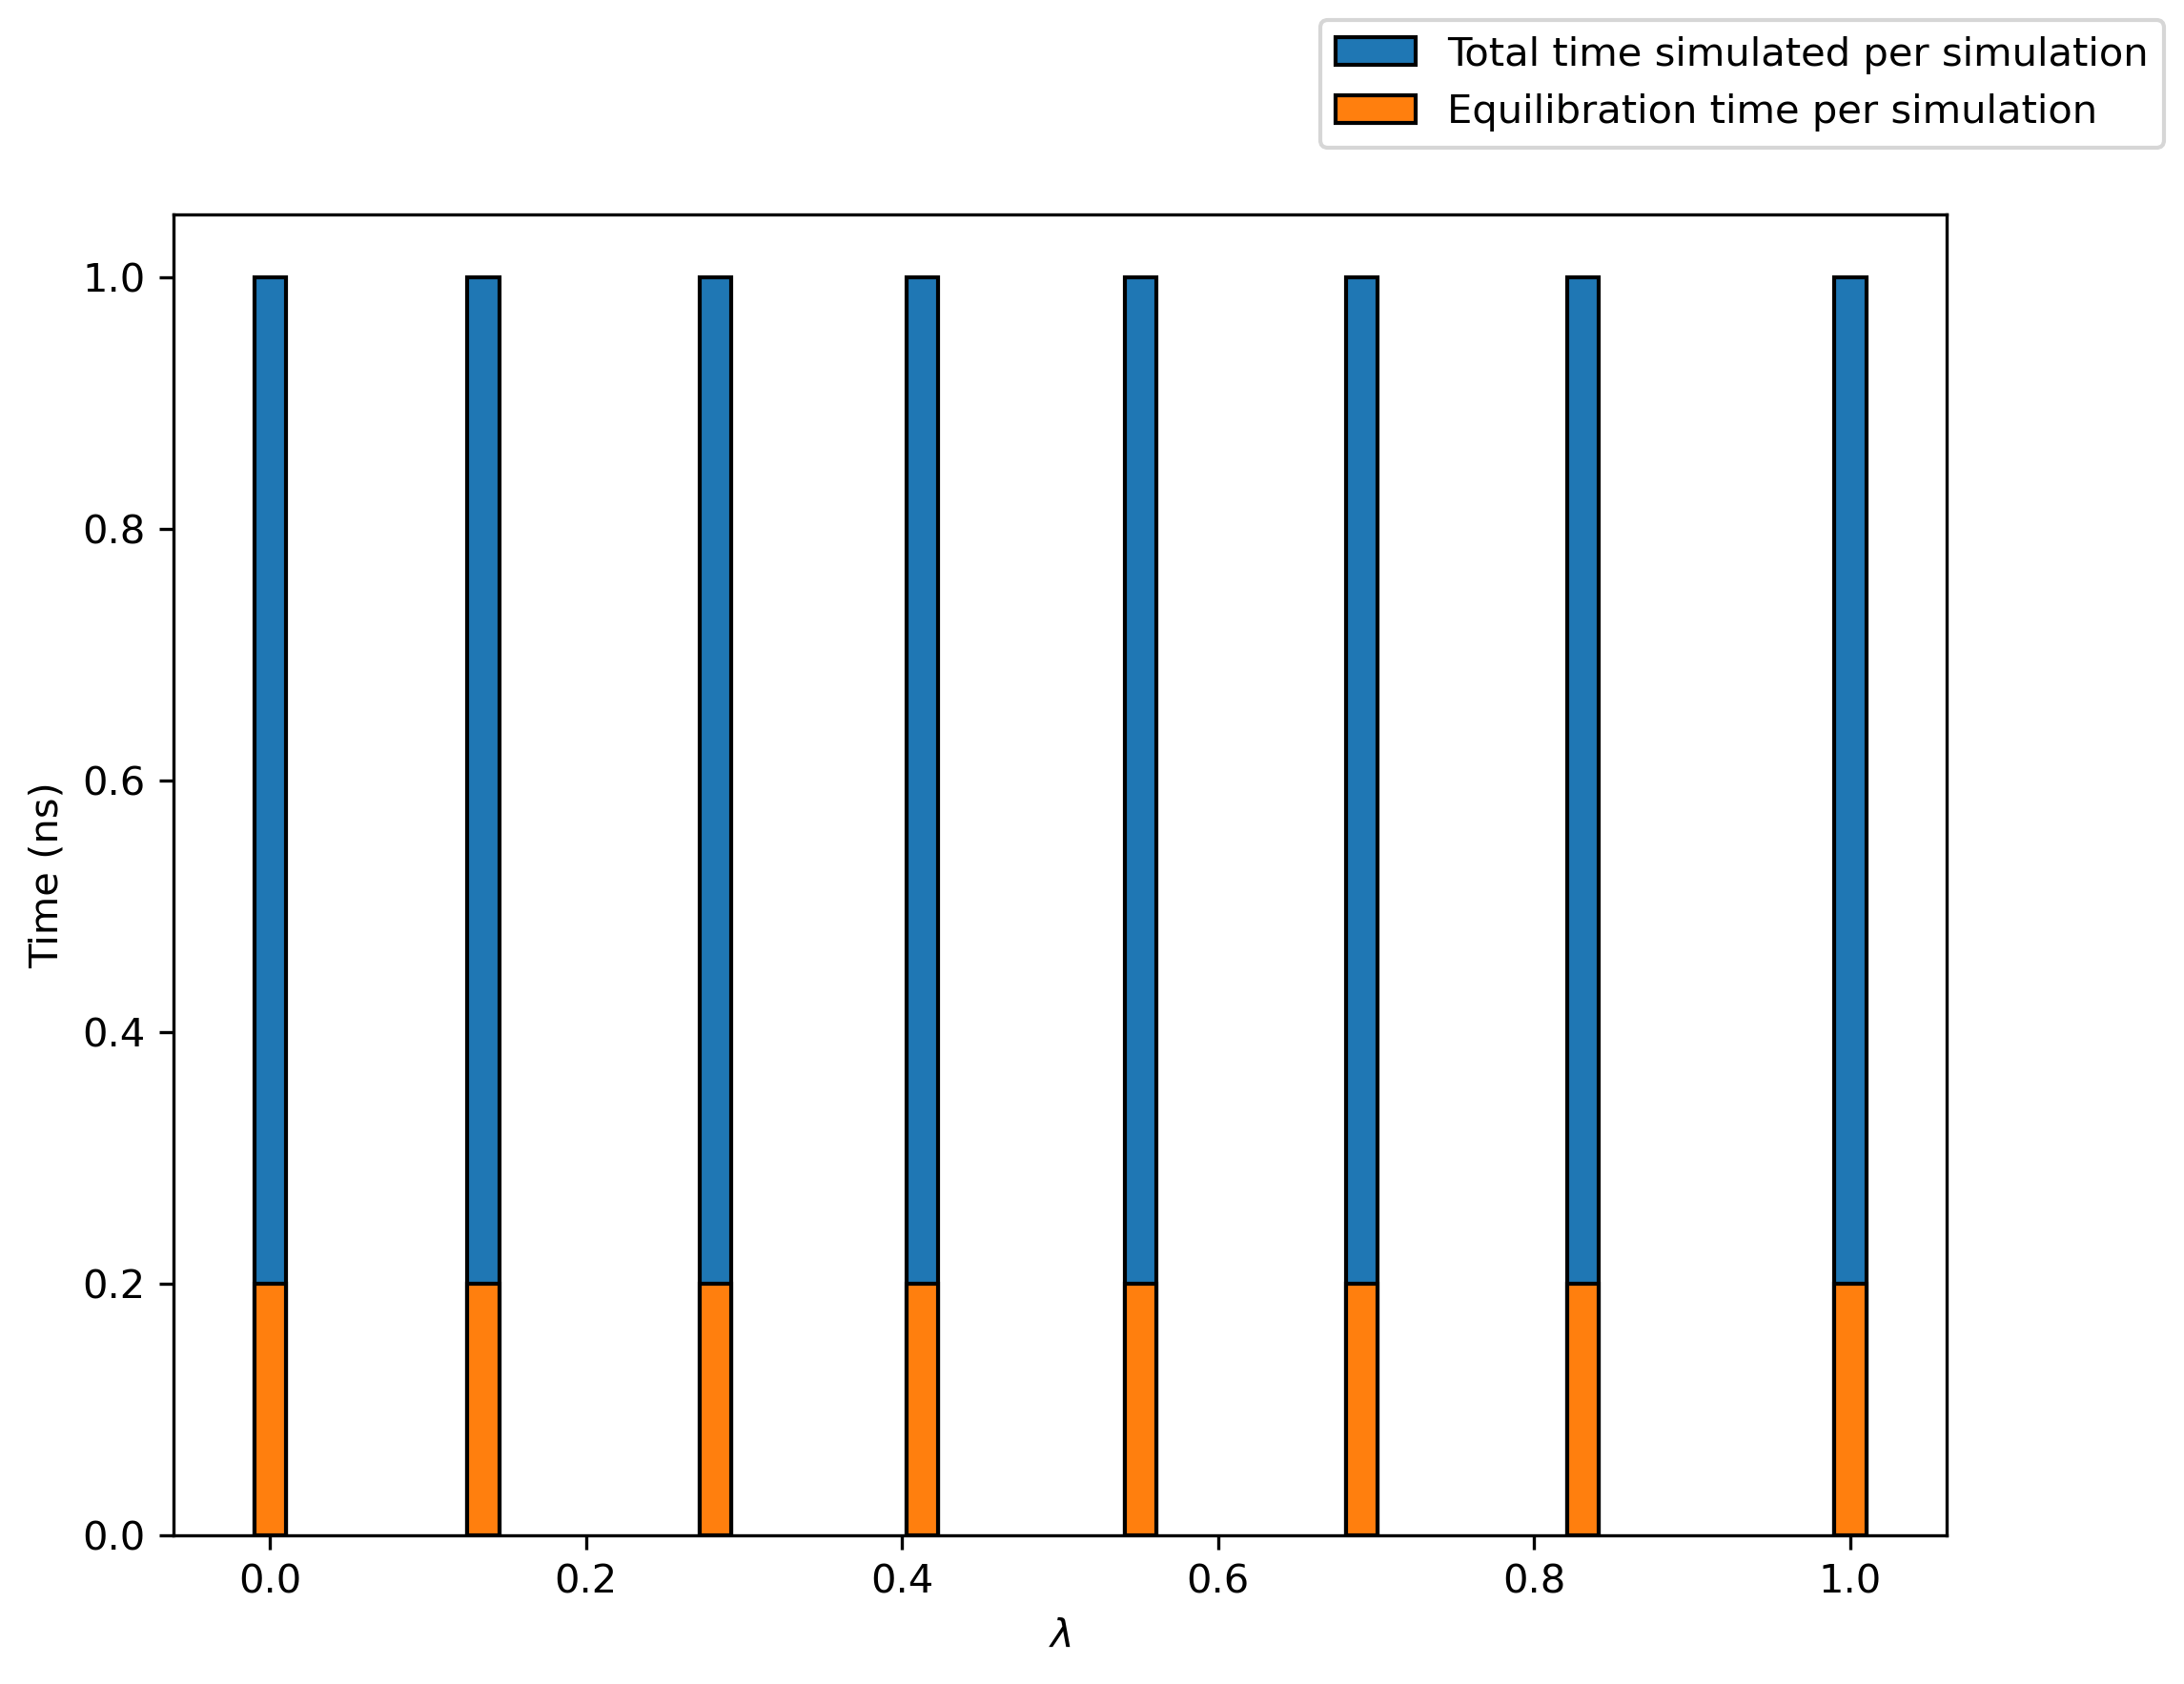 Total time simulated per simulation
Equilibration time per simulation
1.0
0.8
0.6
0.4
0.2
0.0
Time (ns)
0.0 0.2 0.4 0.6 0.8 1.0
λ